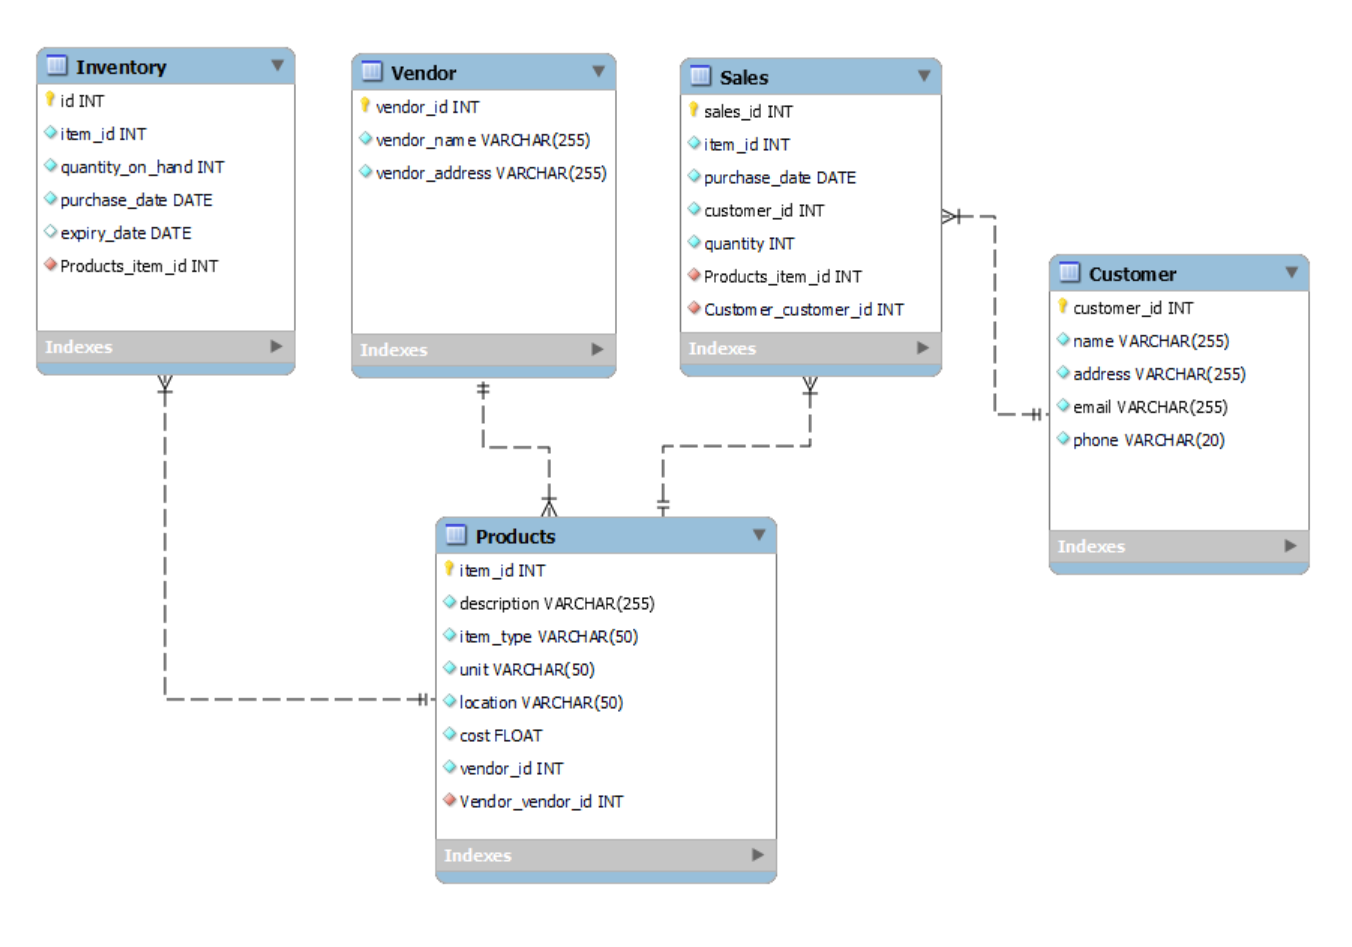 Inventory
id INT
item_id INT
quantity_on_hand INT
purchase_date DATE
expiry_date DATE
Products_item_id INT
Indexes
Vendor
vendor_id INT
vendor_name VARCHAR(255)
vendor_address VARCHAR(255)
Indexes
Sales
sales_id INT
item_id INT
purchase_date DATE
customer_id INT
quantity INT
Products_item_id INT
Customer_customer_id INT
Indexes
Customer
customer_id INT
name VARCHAR(255)
address VARCHAR(255)
email VARCHAR(255)
phone VARCHAR(20)
Indexes
Products
item_id INT
description VARCHAR(255)
item_type VARCHAR(50)
unit VARCHAR(50)
location VARCHAR(50)
cost FLOAT
vendor_id INT
Vendor_vendor_id INT
Indexes